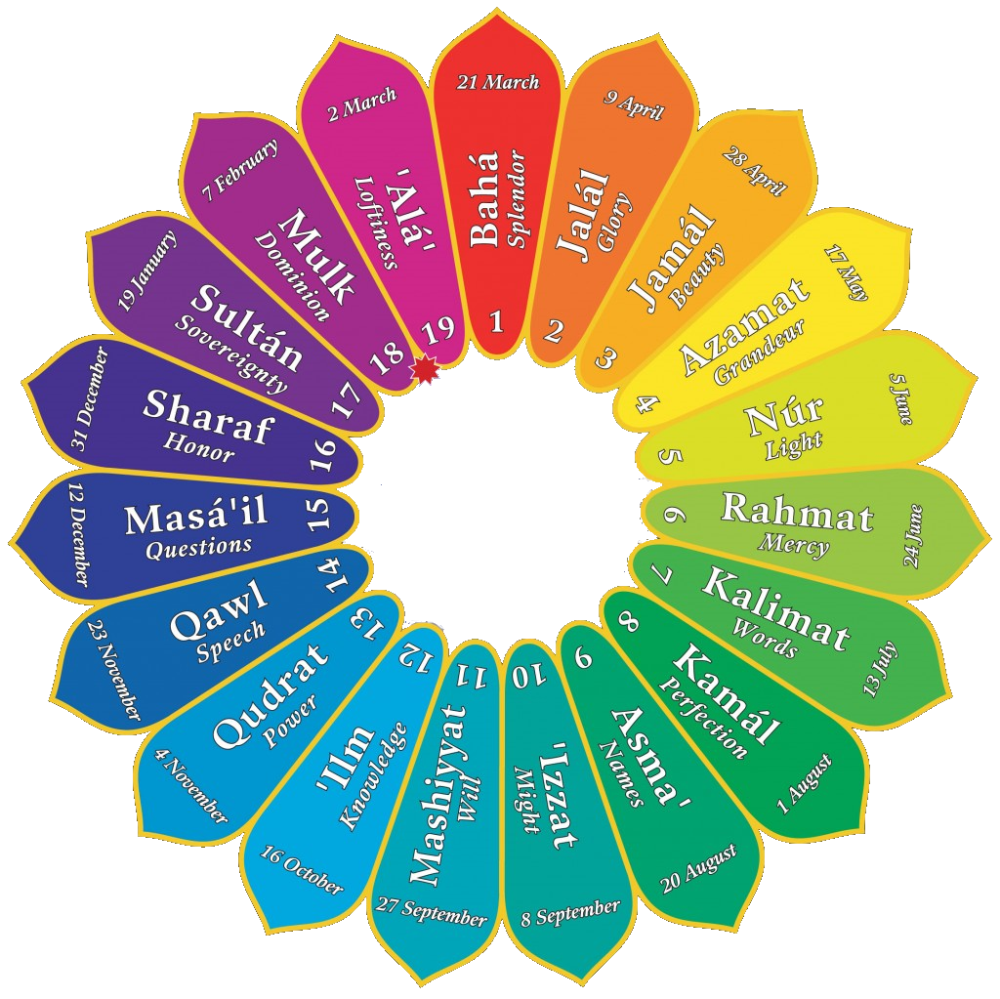 21 March
Bahá
Splendor
1
9 April
Jalál
Glory
2
28 April
Jamál
Beauty
3
17 May
Azamat
Grandeur
4
5 June
Núr
Light
5
24 June
Rahmat
Mercy
6
13 July
Kalimat
Words
7
1 August
Kamál
Perfection
8
20 August
Asma'
Names
9
8 September
'Izzat
Might
10
27 September
Mashiyyat
Will
11
16 October
'Ilm
Knowledge
12
4 November
Qudrat
Power
13
23 November
Qawl
Speech
14
12 December
Masá'il
Questions
15
31 December
Sharaf
Honor
16
19 January
Sultán
Sovereignty
17
7 February
Mulk
Dominion
18
2 March
'Alá'
Loftiness
19